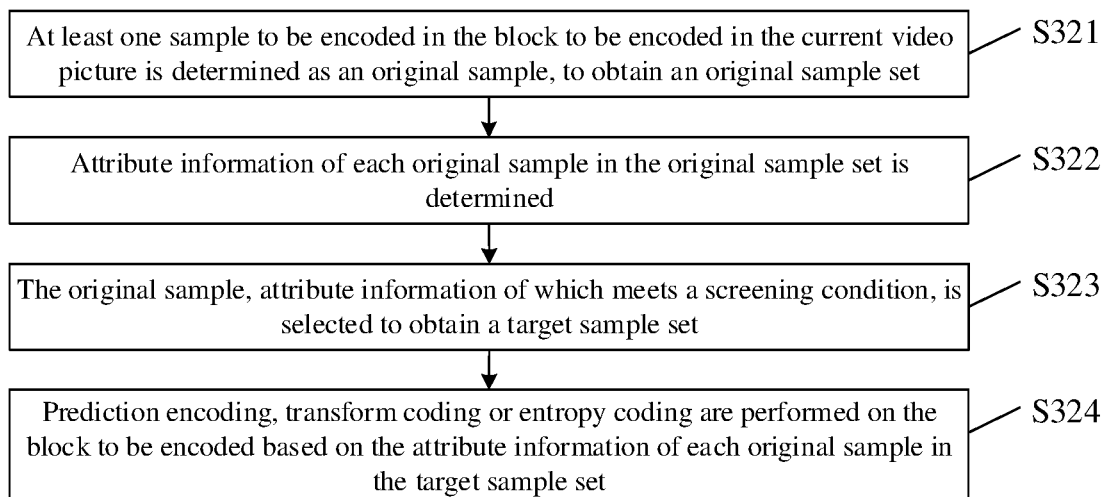 At least one sample to be encoded in the block to be encoded in the current video
picture is determined as an original sample, to obtain an original sample set
S321
Attribute information of each original sample in the original sample set is
determined
S322
The original sample, attribute information of which meets a screening condition, is
selected to obtain a target sample set
S323
Prediction encoding, transform coding or entropy coding are performed on the
block to be encoded based on the attribute information of each original sample in
the target sample set
S324